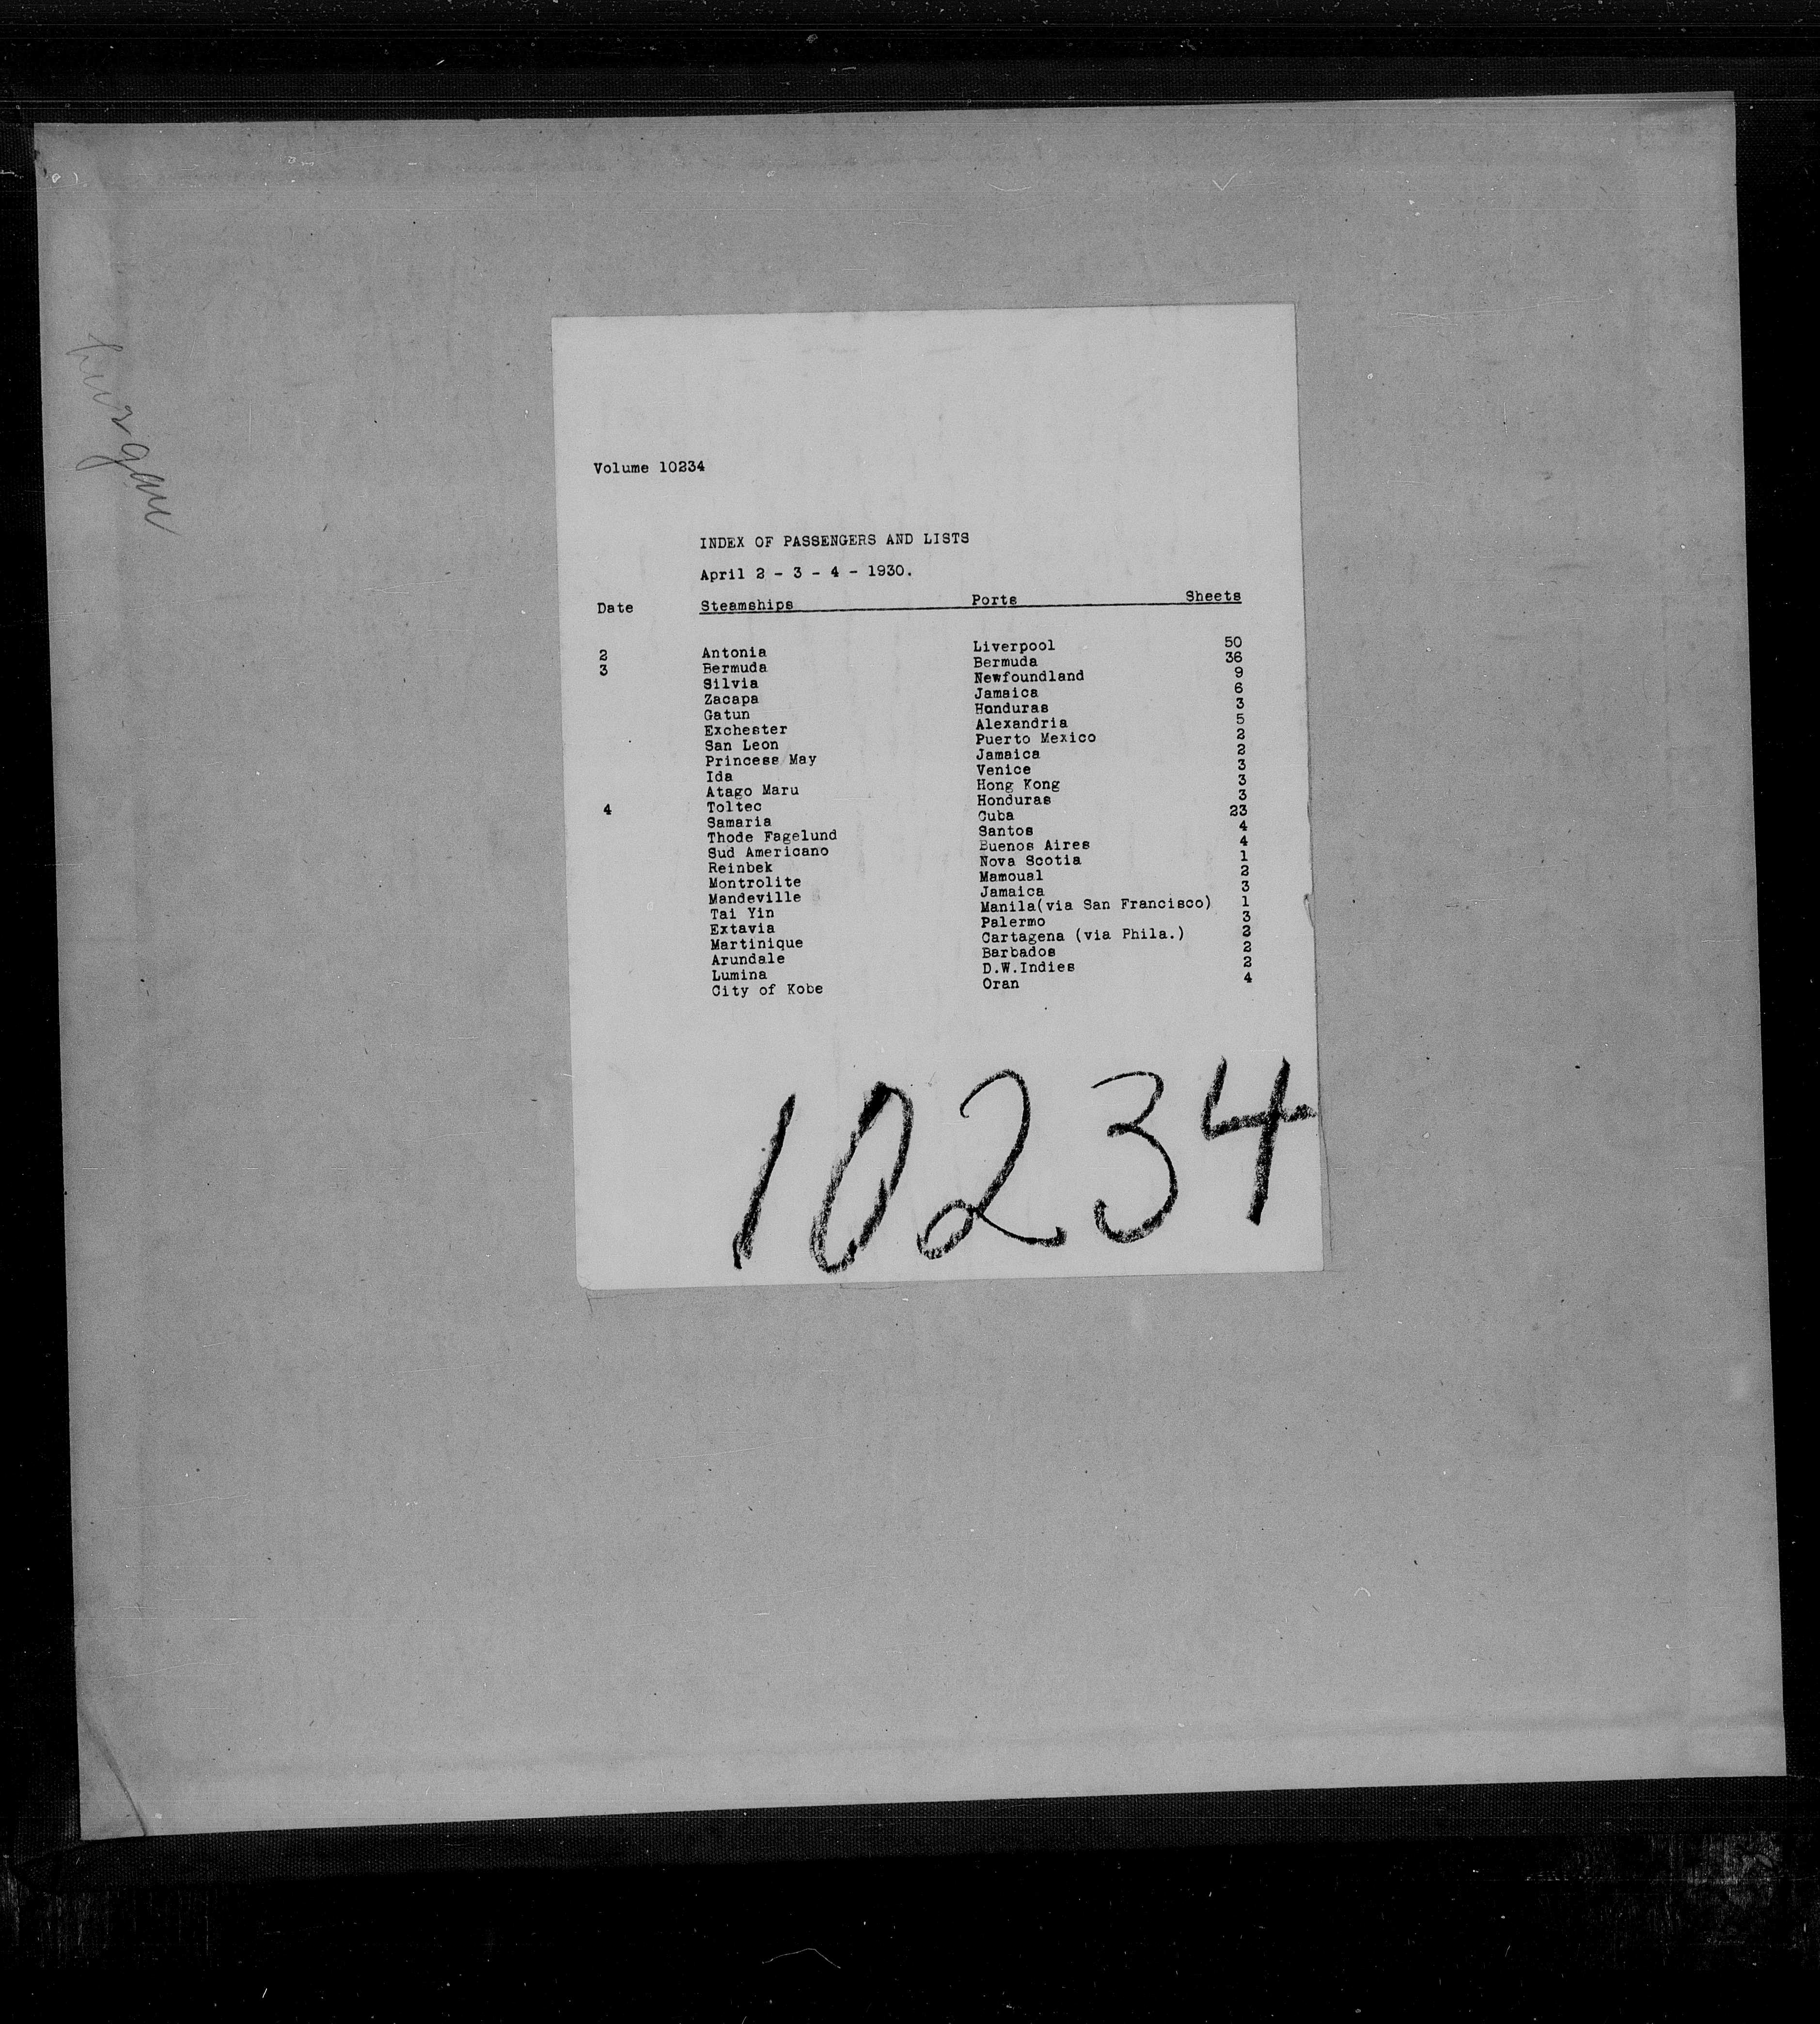 Volume 10234
INDEX OF PASSENGERS AND LISTS
April 2 - 3 - 4 - 1930.
Date Steamships Ports Sheets
2 Antonia Liverpool 50
3 Bermuda Bermuda 36
Silvia Newfoundland 9
Zacapa Jamaica 6
Gatun Honduras 3
Exchester Alexandria 5
San Leon Puerto Mexico 2
Princess May Jamaica 2
Ida Venice 3
Atago Maru Hong Kong 3
4 Toltec Honduras 3
Samaria Cuba 23
Thode Fagelund Santos 4
Sud Americano Buenos Aires 4
Reinbek Nova Scotia 1
Montrolite Mamoual 2
Mandeville Jamaica 3
Tai Yin Manila(via San Francisco) 1
Extavia Palermo 3
Martinique Cartagena (via Phila.) 2
Arundale Barbados 2
Lumina D.W.Indies 2
City of Kobe Oran 4
10234